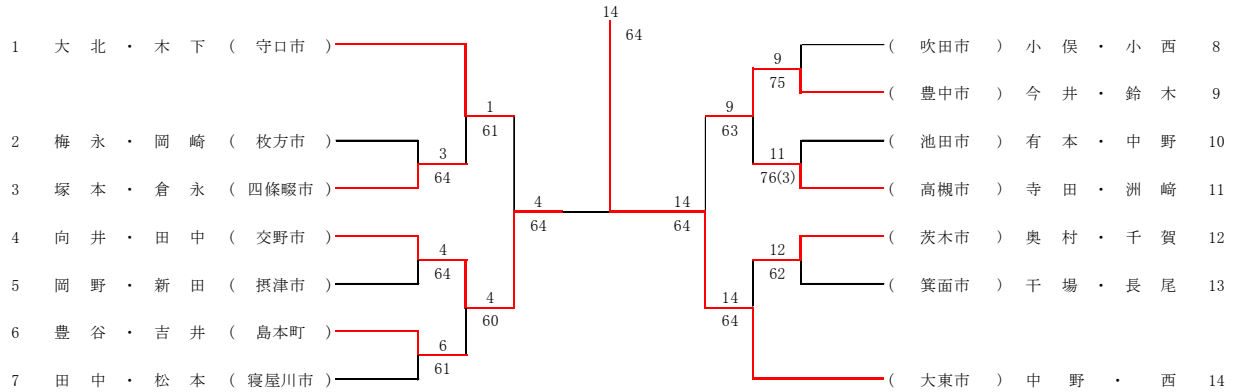 14
64
1 大北・木下 ( 守口市 )
2 梅永・岡崎 ( 枚方市 )
3 塚本・倉永 ( 四條畷市 )
4 向井・田中 ( 交野市 )
5 岡野・新田 ( 摂津市 )
6 豊谷・吉井 ( 島本町 )
7 田中・松本 ( 寝屋川市 )
3
64
4
64
6
61
1
61
4
60
4
64
14
64
9
63
14
64
9
75
11
76(3)
12
62
( 吹田市 ) 小俣・小西 8
( 豊中市 ) 今井・鈴木 9
( 池田市 ) 有本・中野 10
( 高槻市 ) 寺田・洲﨑 11
( 茨木市 ) 奥村・千賀 12
( 箕面市 ) 干場・長尾 13
( 大東市 ) 中野・西 14